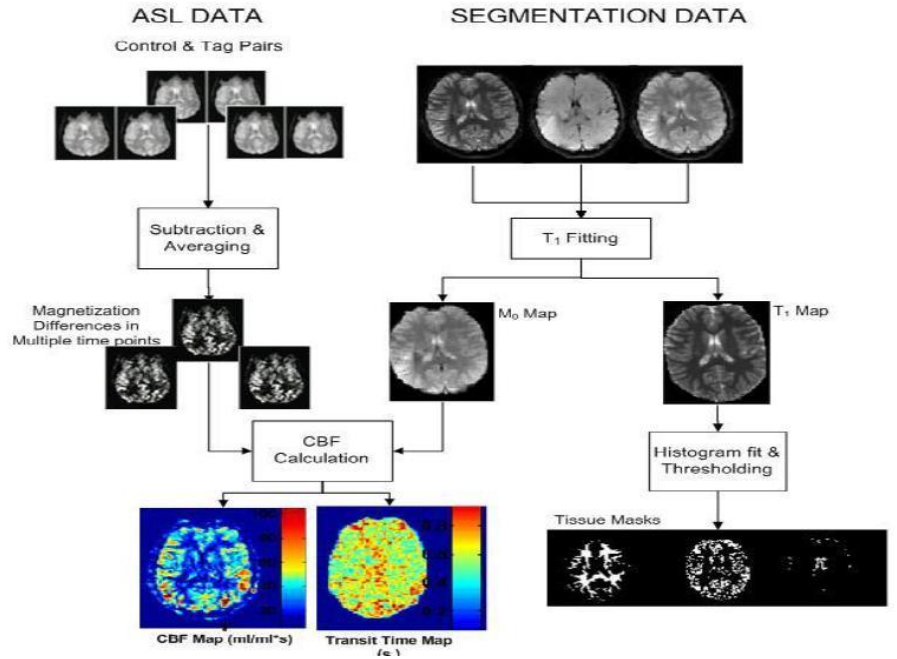 ASL DATA
SEGMENTATION DATA
Control & Tag Pairs
Subtraction &
Averaging
T₁ Fitting
Magnetization
Differences in
Multiple time points
M₀ Map
T₁ Map
CBF
Calculation
Histogram fit &
Thresholding
Tissue Masks
CBF Map (ml/ml*s)
Transit Time Map
(s.)